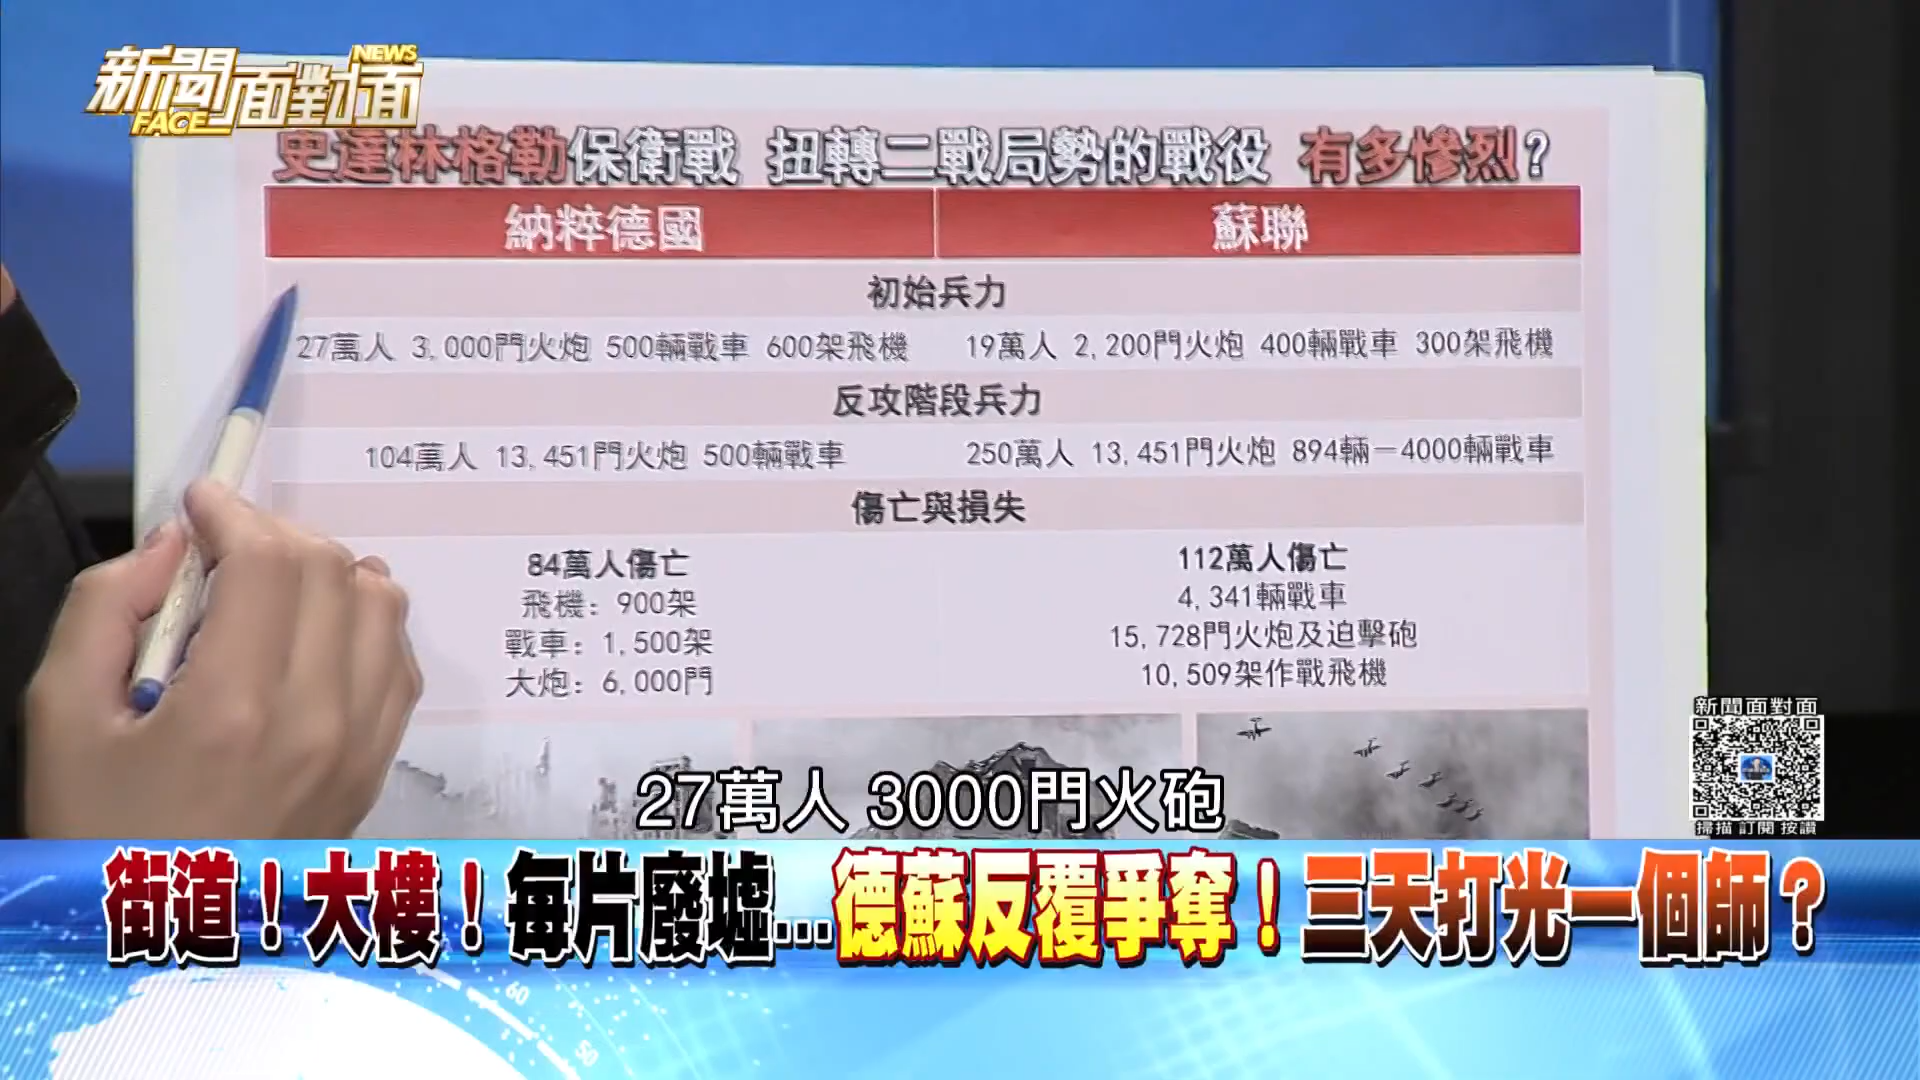 新聞面對面
NEWS
FACE
史達林格勒保衛戰 扭轉二戰局勢的戰役 有多慘烈?
納粹德國 蘇聯
初始兵力
27萬人 3,000門火炮 500輛戰車 600架飛機 19萬人 2,200門火炮 400輛戰車 300架飛機
反攻階段兵力
104萬人 13,451門火炮 500輛戰車 250萬人 13,451門火炮 894輛－4000輛戰車
傷亡與損失
84萬人傷亡
飛機：900架
戰車：1,500架
大炮：6,000門
112萬人傷亡
4,341輛戰車
15,728門火炮及迫擊砲
10,509架作戰飛機
新聞面對面
掃描 訂閱 按讚
27萬人 3000門火砲
街道！大樓！每片廢墟...德蘇反覆爭奪！三天打光一個師？
60
50